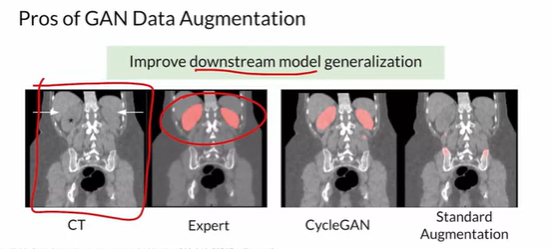 Pros of GAN Data Augmentation
Improve downstream model generalization
CT
Expert
CycleGAN
Standard
Augmentation